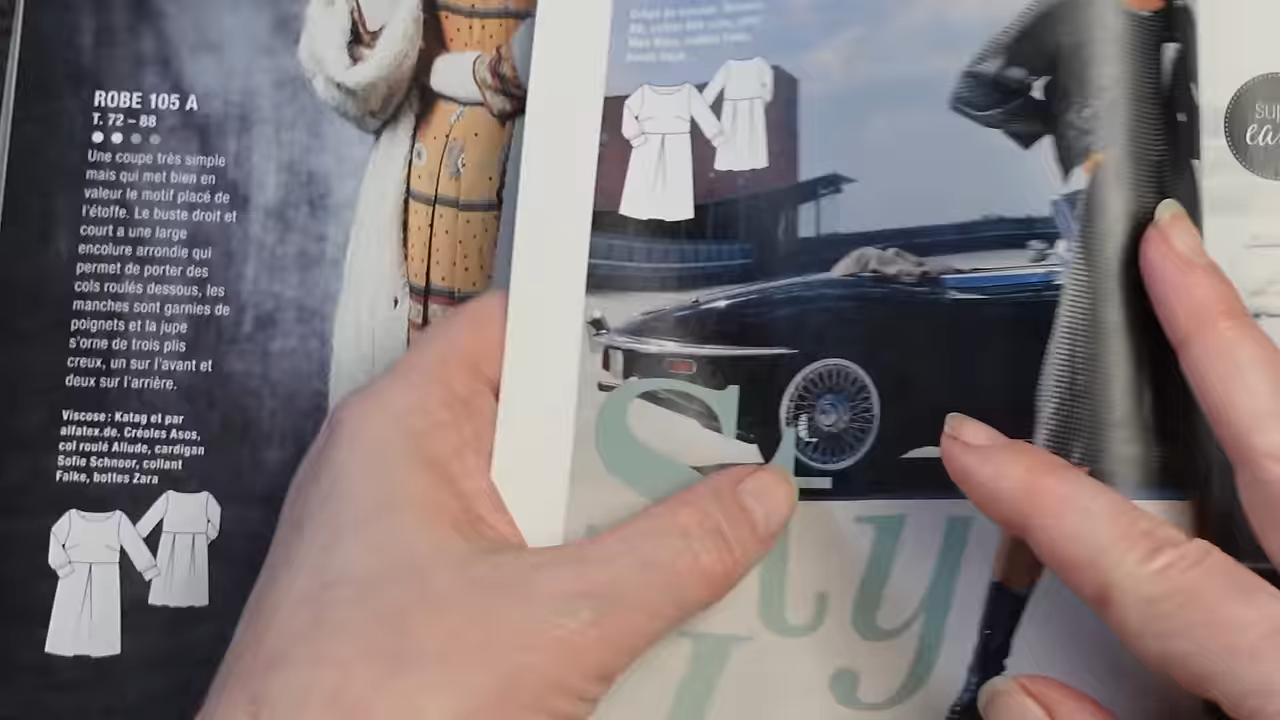 ROBE 105 A
T. 72 – 88
Une coupe très simple
mais qui met bien en
valeur le motif placé de
l'étoffe. Le buste droit et
court a une large
encolure arrondie qui
permet de porter des
cols roulés dessous, les
manches sont garnies de
poignets et la jupe
s'orne de trois plis
creux, un sur l'avant et
deux sur l'arrière.
Viscose : Katag et par
alfatex.de. Créoles Asos,
col roulé Allude, cardigan
Sofie Schnoor, collant
Falke, bottes Zara
Sty